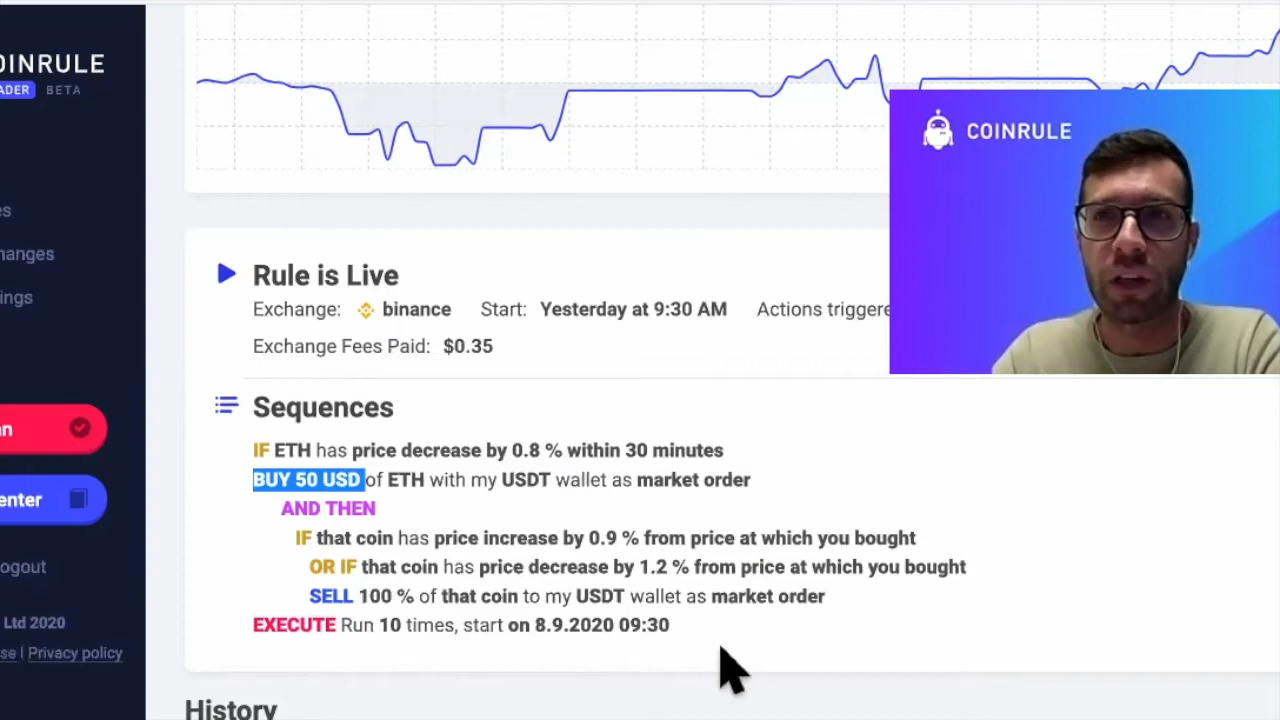 OINRULE
ADER BETA
es
hanges
ings
an
enter
ogout
Ltd 2020
se | Privacy policy
COINRULE
Rule is Live
Exchange: binance Start: Yesterday at 9:30 AM Actions triggere
Exchange Fees Paid: $0.35
Sequences
IF ETH has price decrease by 0.8 % within 30 minutes
BUY 50 USD of ETH with my USDT wallet as market order
AND THEN
IF that coin has price increase by 0.9 % from price at which you bought
OR IF that coin has price decrease by 1.2 % from price at which you bought
SELL 100 % of that coin to my USDT wallet as market order
EXECUTE Run 10 times, start on 8.9.2020 09:30
History